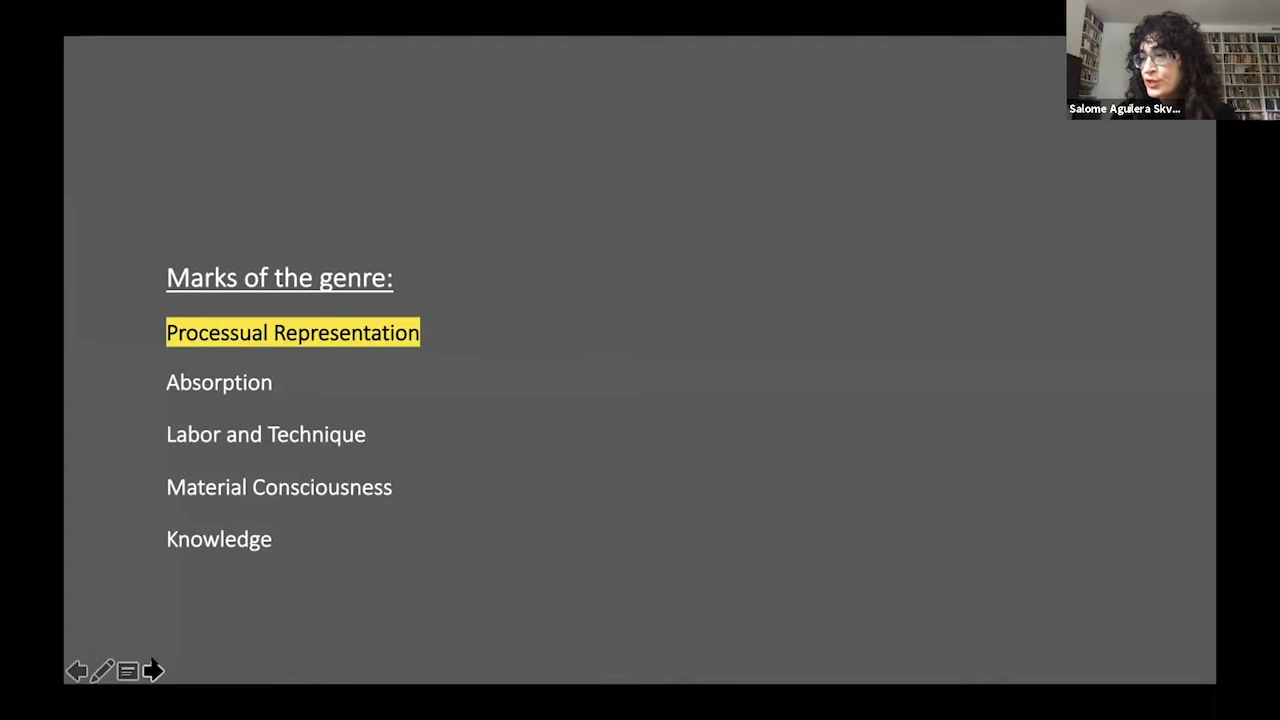 Salome Aguilera Skv...
Marks of the genre:
Processual Representation
Absorption
Labor and Technique
Material Consciousness
Knowledge